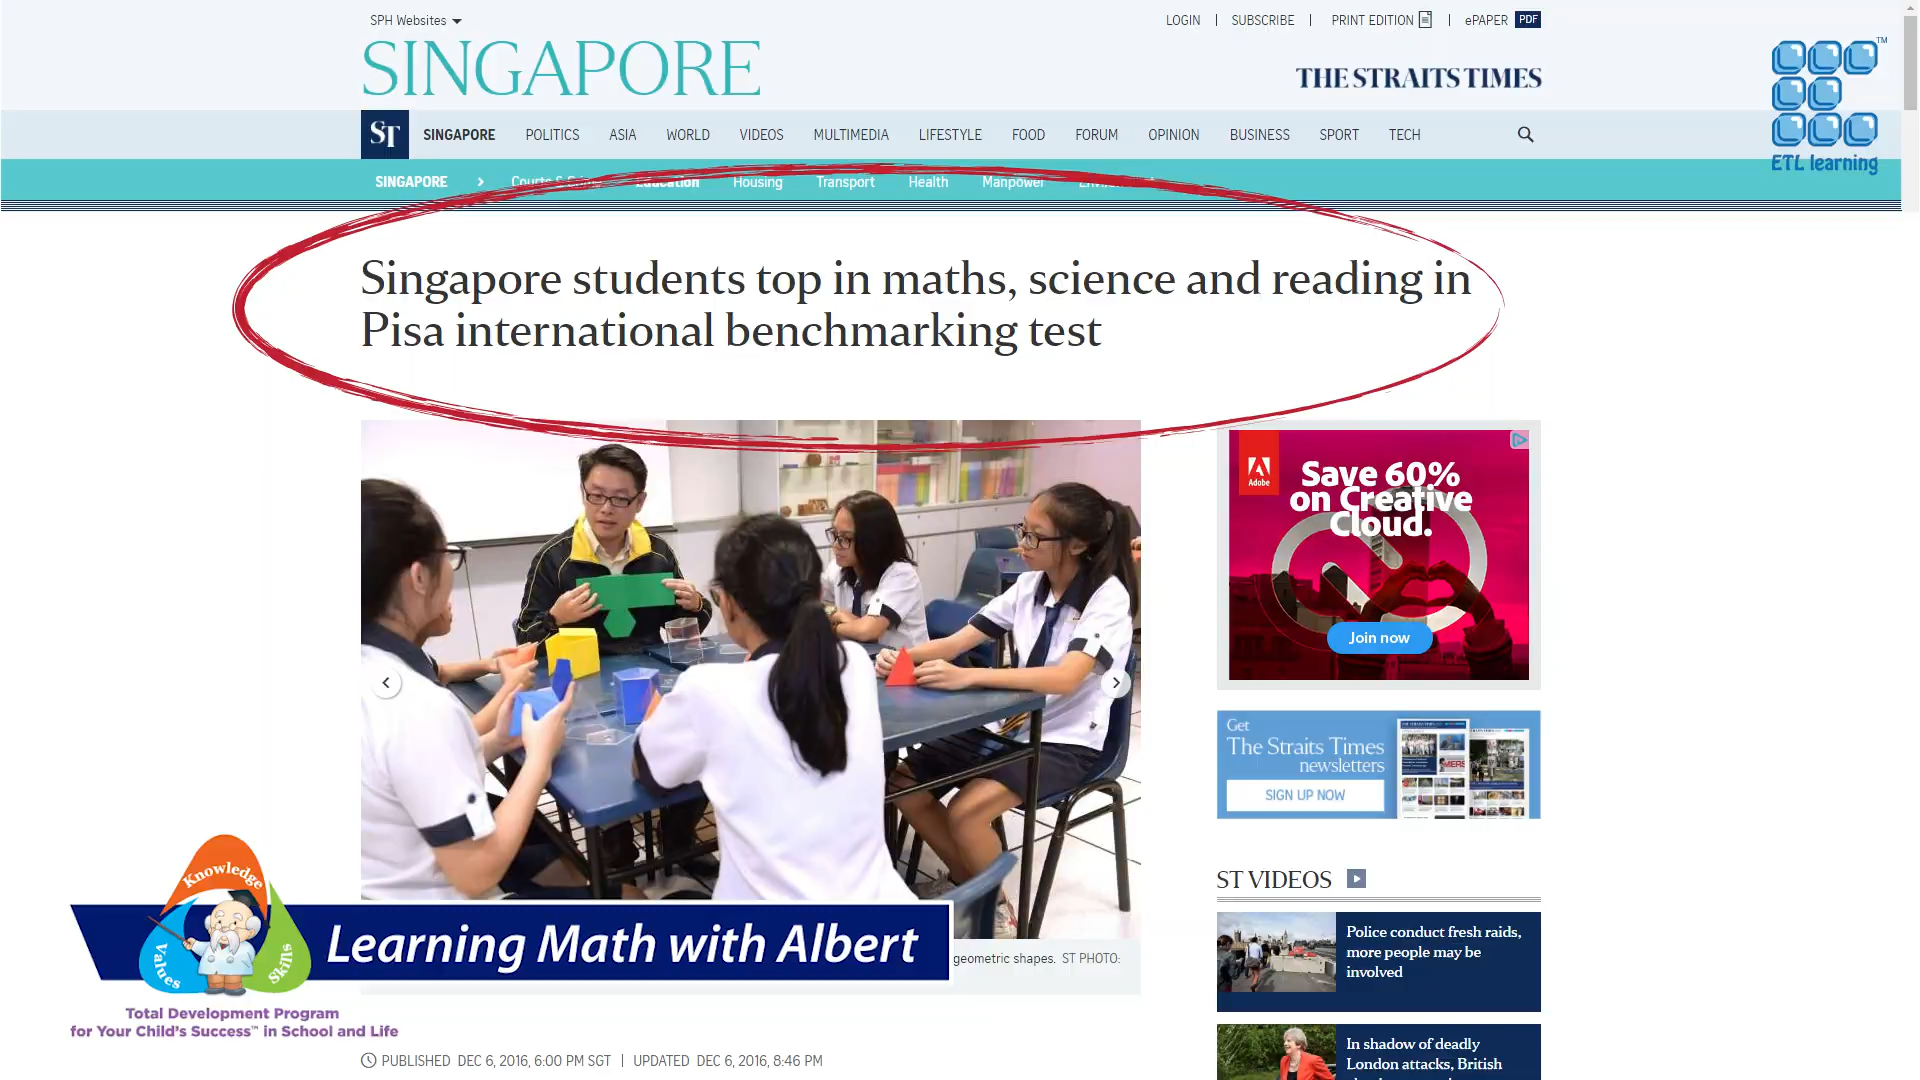 SPH Websites
LOGIN | SUBSCRIBE | PRINT EDITION | ePAPER PDF
SINGAPORE
THE STRAITS TIMES
TM
ETL learning
ST SINGAPORE POLITICS ASIA WORLD VIDEOS MULTIMEDIA LIFESTYLE FOOD FORUM OPINION BUSINESS SPORT TECH
SINGAPORE > Courts & Crime Education Housing Transport Health Manpower
Singapore students top in maths, science and reading in
Pisa international benchmarking test
Adobe
Save 60%
on Creative
Cloud.
Join now
Get
The Straits Times
newsletters
SIGN UP NOW
ST VIDEOS
Police conduct fresh raids,
more people may be
involved
In shadow of deadly
London attacks, British
Knowledge
Values
Skills
Learning Math with Albert
geometric shapes. ST PHOTO:
Total Development Program
for Your Child's Success™ in School and Life
PUBLISHED DEC 6, 2016, 6:00 PM SGT | UPDATED DEC 6, 2016, 8:46 PM